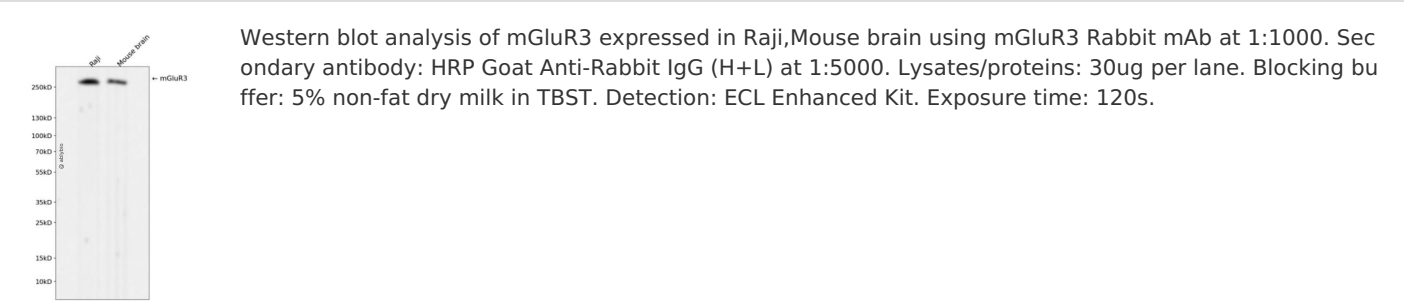 Raji
Mouse brain
← mGluR3
250kD
130kD
100kD
70kD
55kD
35kD
25kD
15kD
10kD
@ ablybio
Western blot analysis of mGluR3 expressed in Raji,Mouse brain using mGluR3 Rabbit mAb at 1:1000. Sec
ondary antibody: HRP Goat Anti-Rabbit IgG (H+L) at 1:5000. Lysates/proteins: 30ug per lane. Blocking bu
ffer: 5% non-fat dry milk in TBST. Detection: ECL Enhanced Kit. Exposure time: 120s.